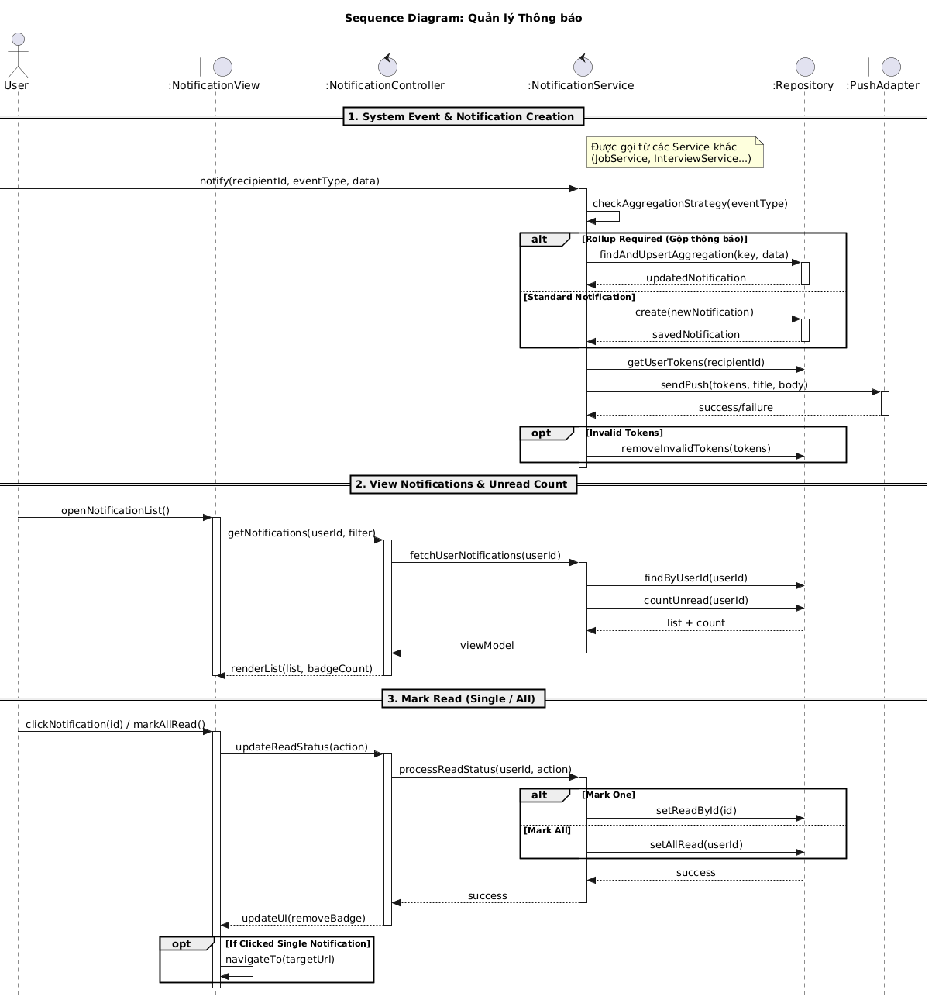 Sequence Diagram: Quản lý Thông báo
User
:NotificationView
:NotificationController
:NotificationService
:Repository
:PushAdapter
1. System Event & Notification Creation
Được gọi từ các Service khác
(JobService, InterviewService...)
notify(recipientId, eventType, data)
checkAggregationStrategy(eventType)
alt
[Rollup Required (Gộp thông báo)]
findAndUpsertAggregation(key, data)
updatedNotification
[Standard Notification]
create(newNotification)
savedNotification
getUserTokens(recipientId)
sendPush(tokens, title, body)
success/failure
opt
[Invalid Tokens]
removeInvalidTokens(tokens)
2. View Notifications & Unread Count
openNotificationList()
getNotifications(userId, filter)
fetchUserNotifications(userId)
findByUserId(userId)
countUnread(userId)
list + count
viewModel
renderList(list, badgeCount)
3. Mark Read (Single / All)
clickNotification(id) / markAllRead()
updateReadStatus(action)
processReadStatus(userId, action)
alt
[Mark One]
setReadById(id)
[Mark All]
setAllRead(userId)
success
success
updateUI(removeBadge)
opt
[If Clicked Single Notification]
navigateTo(targetUrl)